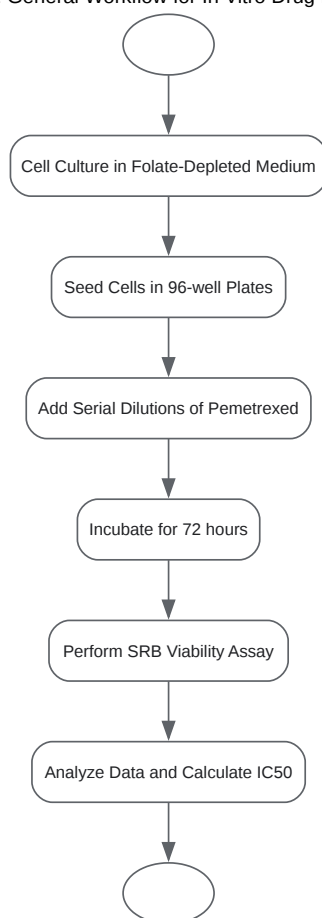 General Workflow for In Vitro Drug
Cell Culture in Folate-Depleted Medium
Seed Cells in 96-well Plates
Add Serial Dilutions of Pemetrexed
Incubate for 72 hours
Perform SRB Viability Assay
Analyze Data and Calculate IC50